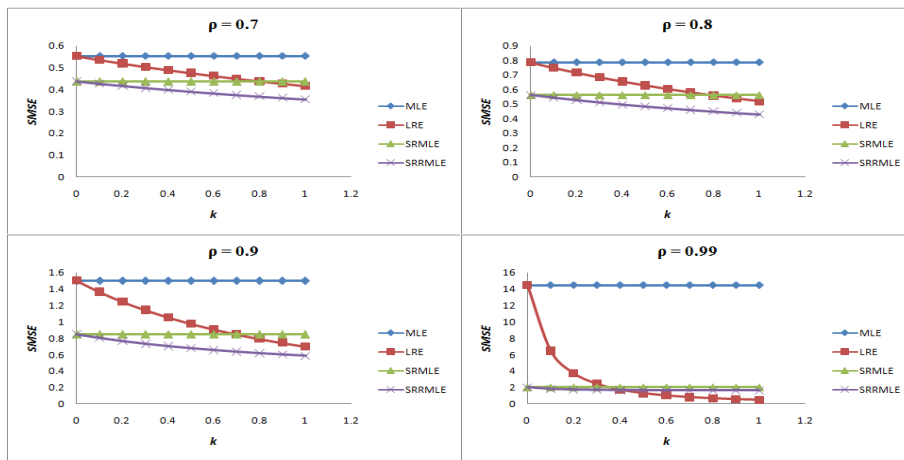 ρ = 0.7
0.6
0.5
0.4
0.3
0.2
0.1
0
SMSE
0 0.2 0.4 0.6 0.8 1 1.2
k
MLE
LRE
SRMLE
SRRMLE
ρ = 0.8
0.9
0.8
0.7
0.6
0.5
0.4
0.3
0.2
0.1
0
SMSE
0 0.2 0.4 0.6 0.8 1 1.2
k
MLE
LRE
SRMLE
SRRMLE
ρ = 0.9
1.6
1.4
1.2
1
0.8
0.6
0.4
0.2
0
SMSE
0 0.2 0.4 0.6 0.8 1 1.2
k
MLE
LRE
SRMLE
SRRMLE
ρ = 0.99
16
14
12
10
8
6
4
2
0
SMSE
0 0.2 0.4 0.6 0.8 1 1.2
k
MLE
LRE
SRMLE
SRRMLE